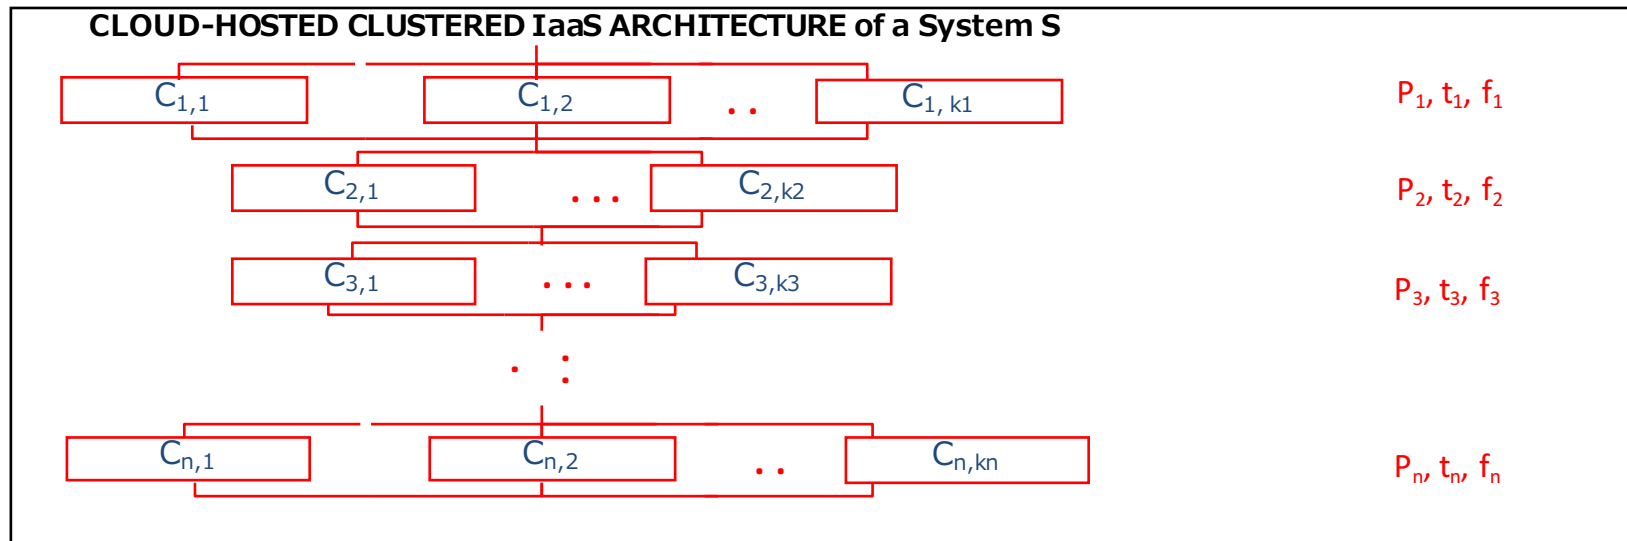 CLOUD-HOSTED CLUSTERED IaaS ARCHITECTURE of a System S
C1,1 C1,2 . . C1, k1 P1, t1, f1
C2,1 . . . C2,k2 P2, t2, f2
C3,1 . . . C3,k3 P3, t3, f3
. :
Cn,1 Cn,2 . . Cn,kn Pn, tn, fn